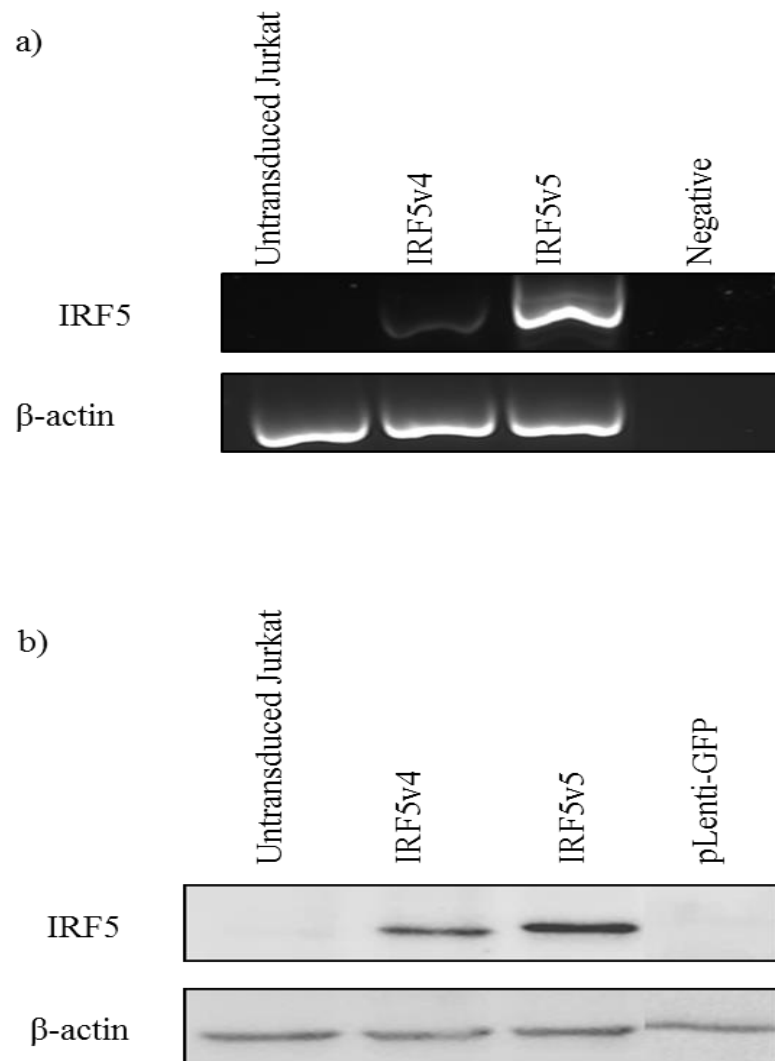 a)
Untransduced Jurkat
IRF5v4
IRF5v5
Negative
IRF5
β-actin
b)
Untransduced Jurkat
IRF5v4
IRF5v5
pLenti-GFP
IRF5
β-actin